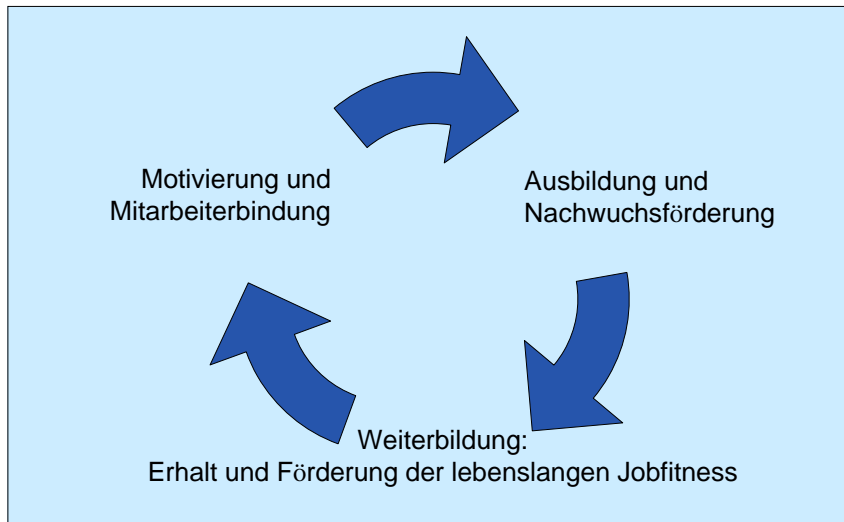 Motivierung und
Mitarbeiterbindung
Ausbildung und
Nachwuchsförderung
Weiterbildung:
Erhalt und Förderung der lebenslangen Jobfitness